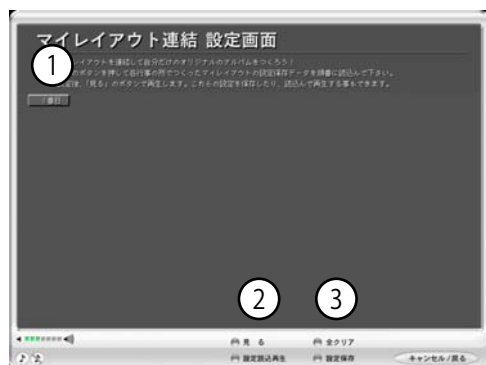 マイレイアウト連結 設定画面
イレイアウトを連結して自分だけのオリジナルのアルバムをつくろう！
のボタンを押して各行事の所でつくったマイレイアウトの設定保存データを順番に読込んで下さい。
定後、「見る」のボタンで再生します。これらの設定を保存したり、読込んで再生する事もできます。
1
1番目
2
3
見 る
全クリア
設定読込再生
設定保存
キャンセル/戻る